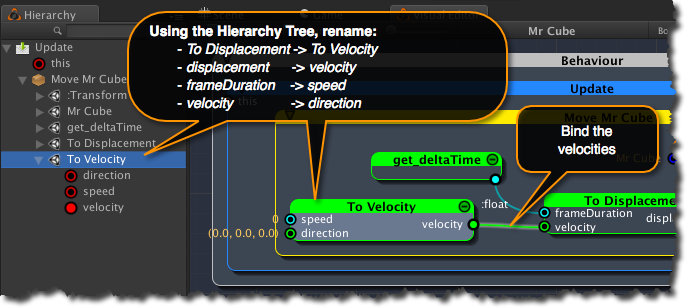 Hierarchy
Scene
Game
Visual Editor
Update
this
Move Mr Cube
:Transform
Mr Cube
get_deltaTime
To Displacement
To Velocity
direction
speed
velocity
Using the HIerarchy Tree, rename:
- To Displacement -> To Velocity
- displacement -> velocity
- frameDuration -> speed
- velocity -> direction
Mr Cube
Behaviour
Update
this
Move Mr Cube
Mr Cube
Bind the
velocities
get_deltaTime
:float
To Velocity
0 speed
(0.0, 0.0, 0.0) direction
velocity
To Displaceme
frameDuration
displ
velocity